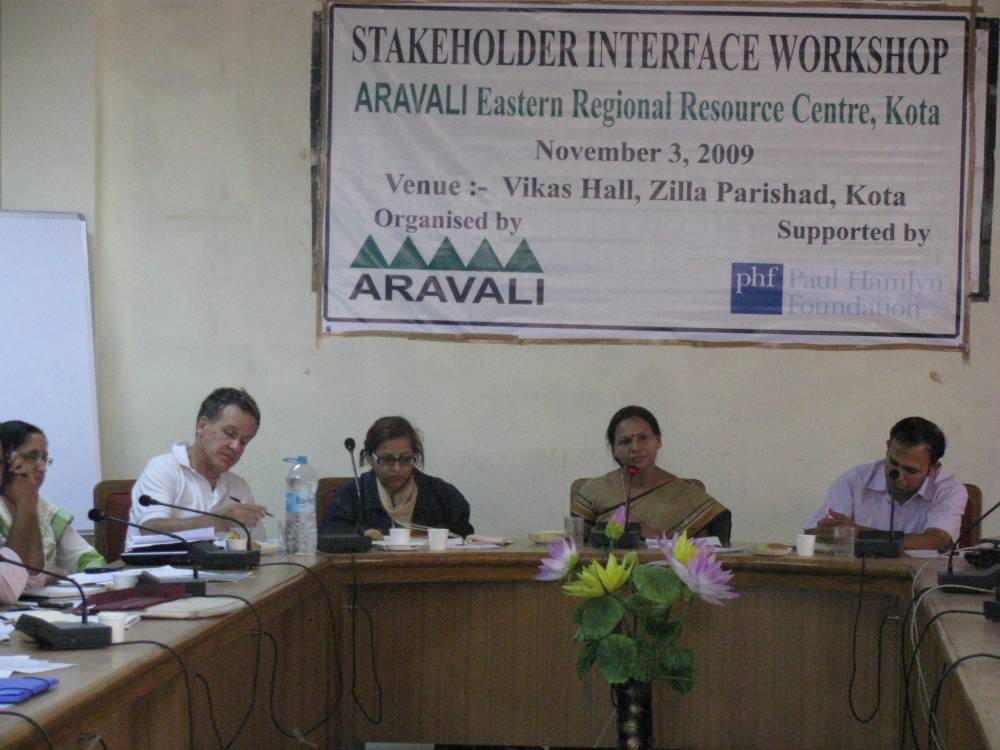 STAKEHOLDER INTERFACE WORKSHOP
ARAVALI Eastern Regional Resource Centre, Kota
November 3, 2009
Venue :- Vikas Hall, Zilla Parishad, Kota
Organised by
Supported by
ARAVALI
phf Paul Hamlyn
Foundation